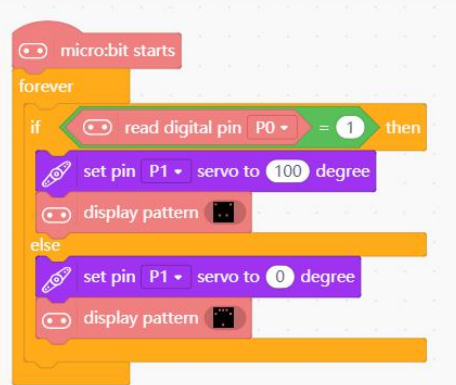 micro:bit starts
forever
if read digital pin P0 = 1 then
set pin P1 servo to 100 degree
display pattern
else
set pin P1 servo to 0 degree
display pattern